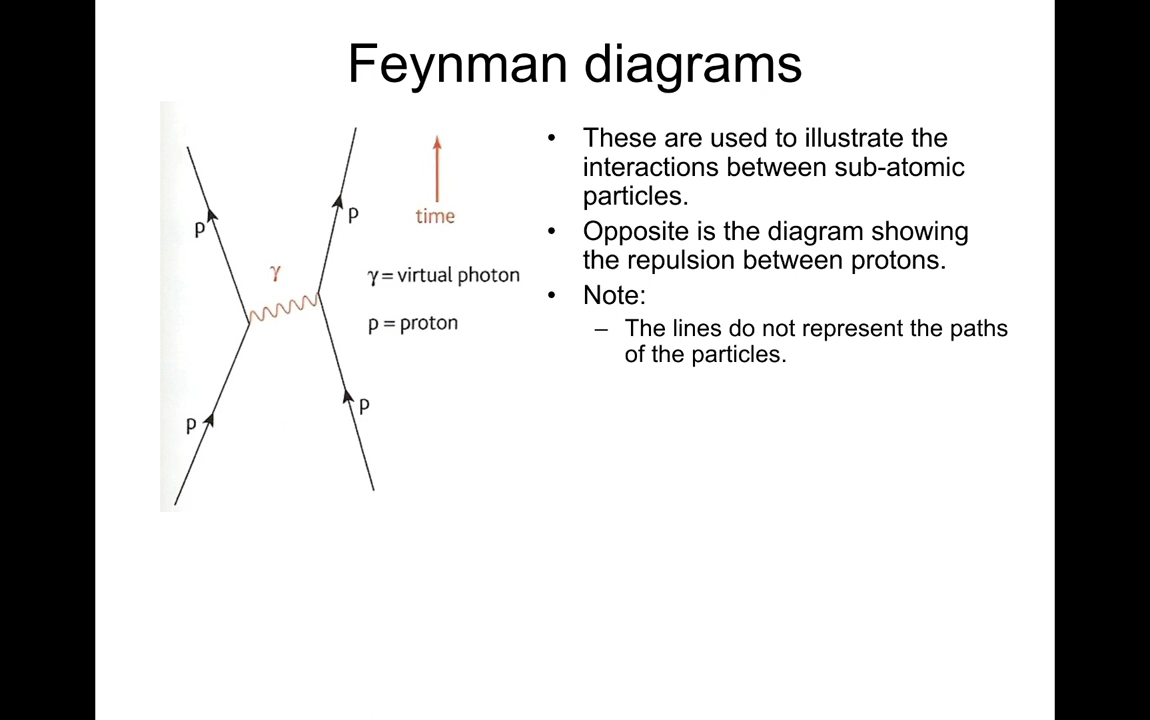 Feynman diagrams
p
p
γ
p
p
time
γ = virtual photon
p = proton
• These are used to illustrate the
interactions between sub-atomic
particles.
• Opposite is the diagram showing
the repulsion between protons.
• Note:
– The lines do not represent the paths
of the particles.